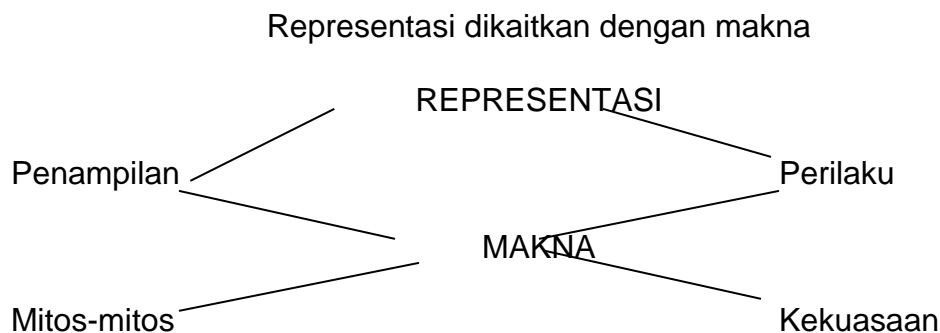 Representasi dikaitkan dengan makna
REPRESENTASI
Penampilan Perilaku
MAKNA
Mitos-mitos Kekuasaan